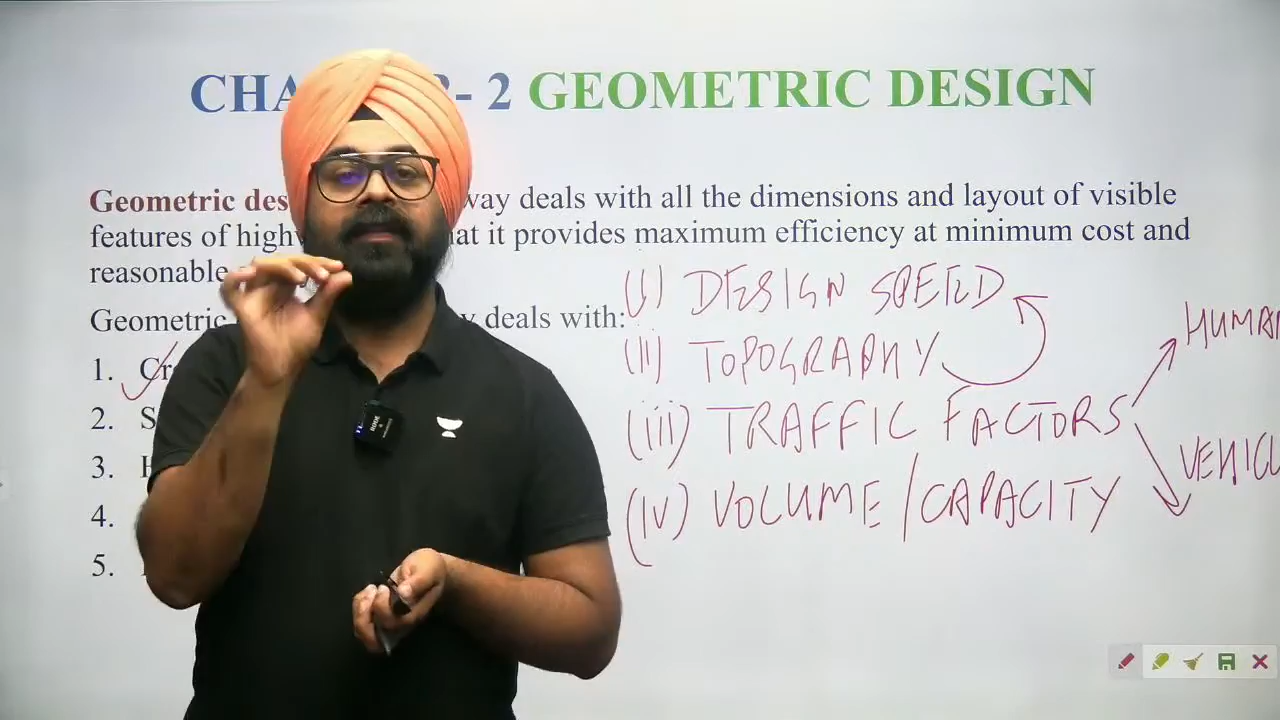 CHA - 2 GEOMETRIC DESIGN
Geometric des way deals with all the dimensions and layout of visible
features of high at it provides maximum efficiency at minimum cost and
reasonable
Geometric y deals with:
1. Cr
2. S
3.
4.
5.
(i) DESIGN SPEED
(ii) TOPOGRAPHY
(iii) TRAFFIC FACTORS
(iv) VOLUME / CAPACITY
HUMAN
VEHICL